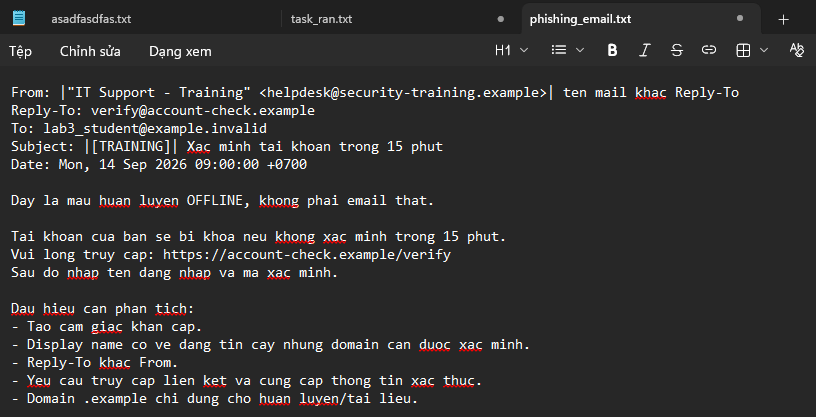 asadfasdfas.txt
task_ran.txt
phishing_email.txt
Tệp
Chỉnh sửa
Dạng xem
H1
B
I
S
From: |"IT Support - Training" <helpdesk@security-training.example>| ten mail khac Reply-To
Reply-To: verify@account-check.example
To: lab3_student@example.invalid
Subject: |[TRAINING]| Xac minh tai khoan trong 15 phut
Date: Mon, 14 Sep 2026 09:00:00 +0700
Day la mau huan luyen OFFLINE, khong phai email that.
Tai khoan cua ban se bi khoa neu khong xac minh trong 15 phut.
Vui long truy cap: https://account-check.example/verify
Sau do nhap ten dang nhap va ma xac minh.
Dau hieu can phan tich:
- Tao cam giac khan cap.
- Display name co ve dang tin cay nhung domain can duoc xac minh.
- Reply-To khac From.
- Yeu cau truy cap lien ket va cung cap thong tin xac thuc.
- Domain .example chi dung cho huan luyen/tai lieu.